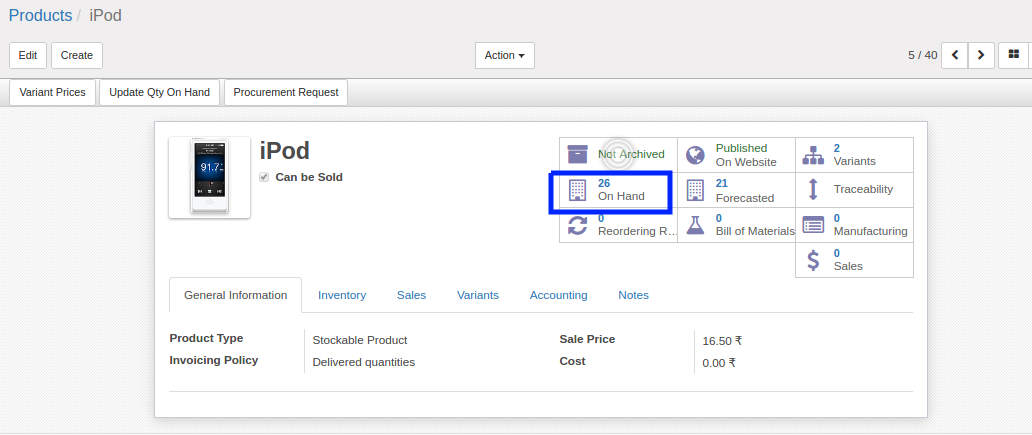 Products / iPod
Edit Create Action 5 / 40
Variant Prices Update Qty On Hand Procurement Request
91.7
iPod
Can be Sold
Not Archived
Published
On Website
2
Variants
26
On Hand
21
Forecasted
Traceability
0
Reordering R...
0
Bill of Materials
0
Manufacturing
0
Sales
General Information Inventory Sales Variants Accounting Notes
Product Type Stockable Product
Invoicing Policy Delivered quantities
Sale Price 16.50 ₹
Cost 0.00 ₹